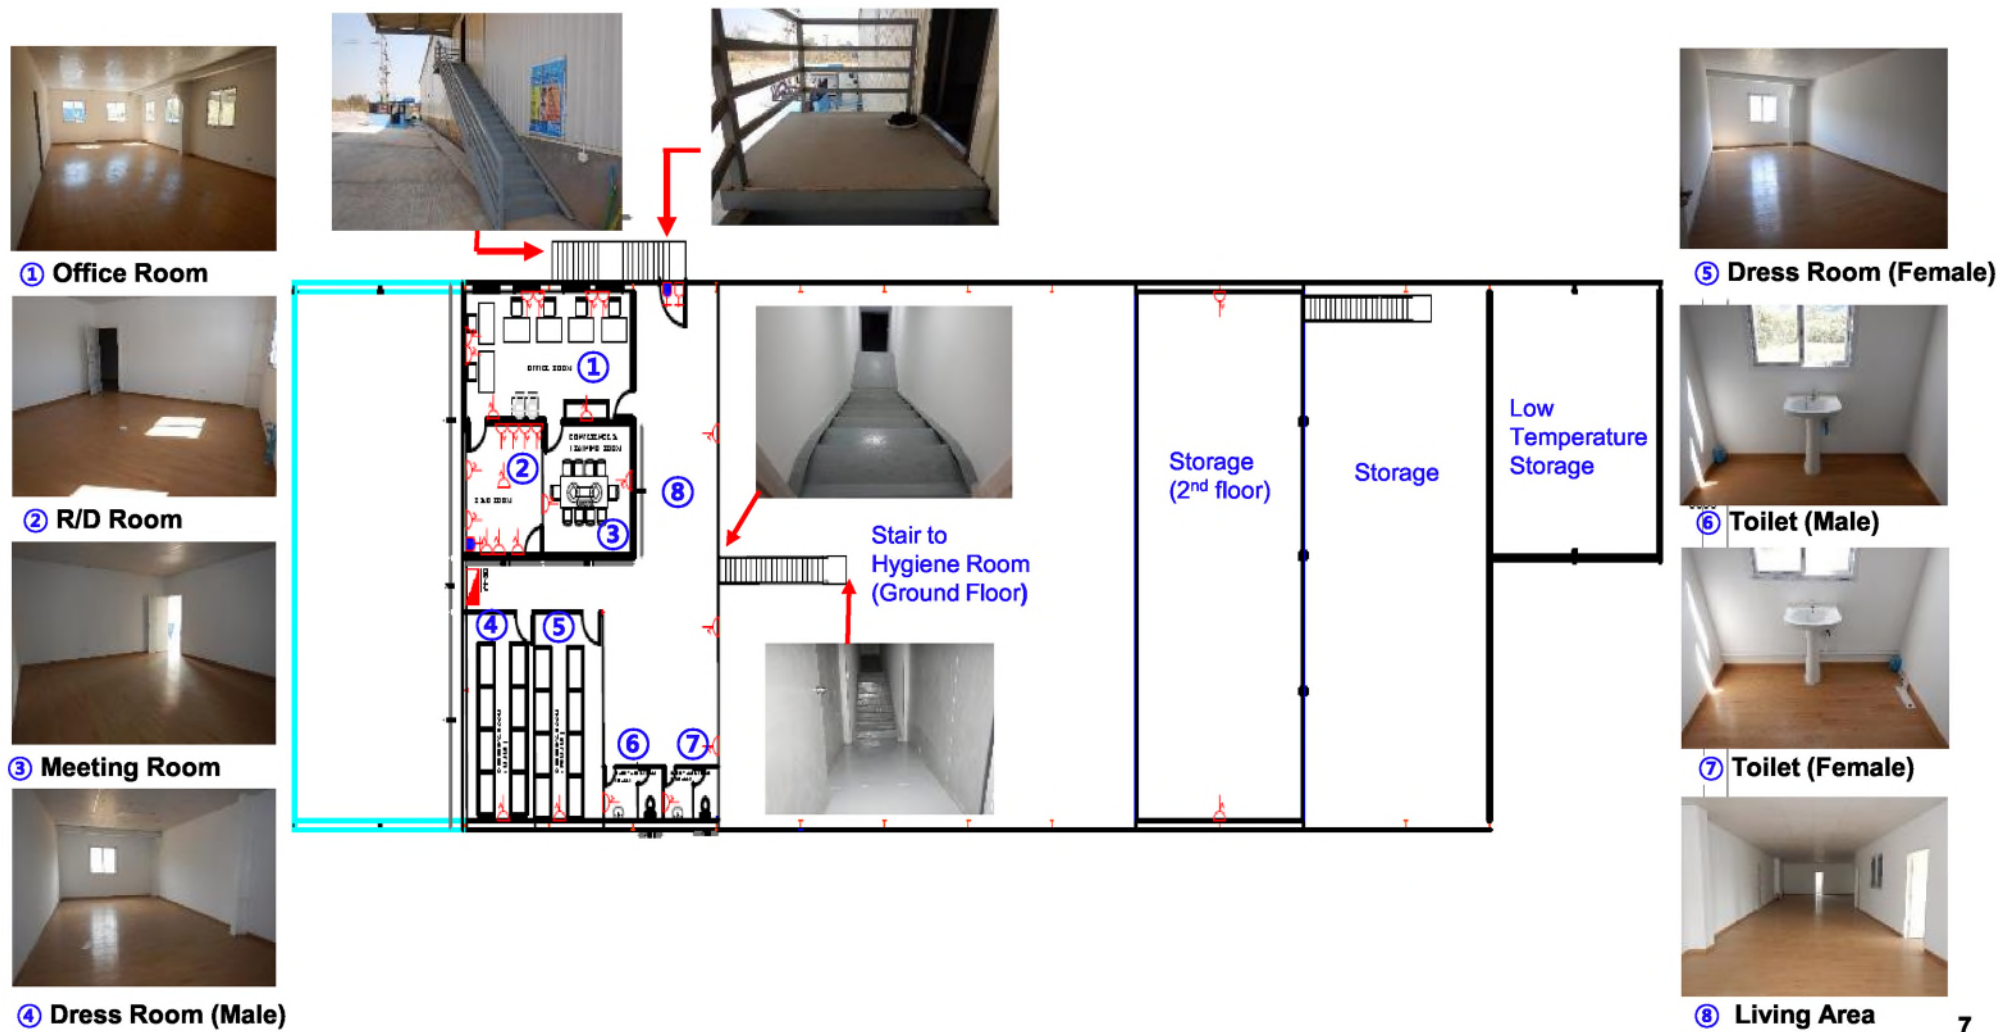 ① Office Room
② R/D Room
③ Meeting Room
④ Dress Room (Male)
OFFICE ROOM
①
②
③
④
⑤
⑥
⑦
⑧
Stair to
Hygiene Room
(Ground Floor)
Storage
(2nd floor)
Storage
Low
Temperature
Storage
⑤ Dress Room (Female)
⑥ Toilet (Male)
⑦ Toilet (Female)
⑧ Living Area
7